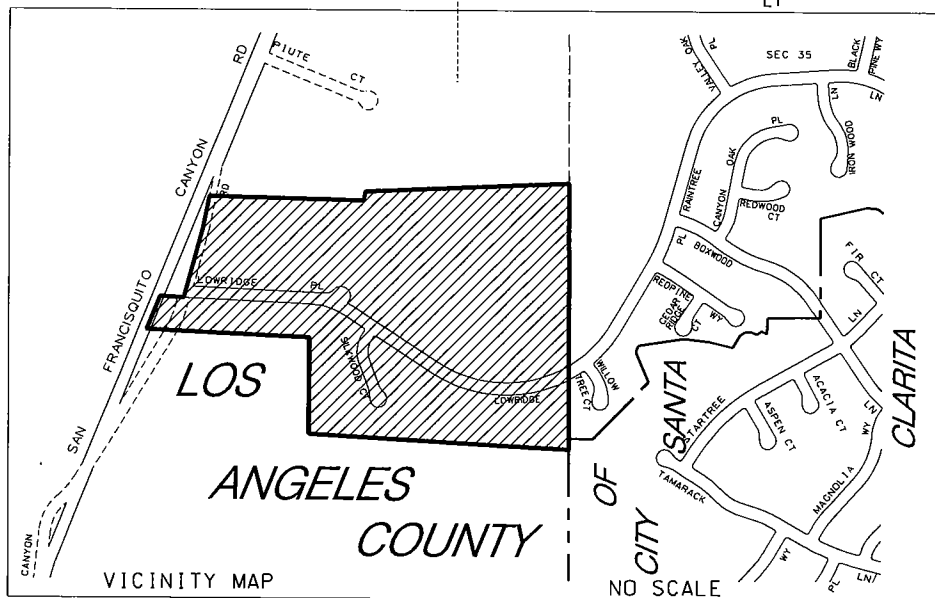 PIUTE CT
VALLEY OAK PL
SEC 35
BLACK
PINE WY
LN
LN
IRON WOOD
RD
CANYON
RD
CANYON OAK PL
REDWOOD CT
RAINTREE PL
BOXWOOD
FIR CT
LN
LOWRIDGE PL
REDPINE WY
CEDAR RIDGE CT
SILKWOOD CT
FRANCISQUITO
SAN
LOS
ANGELES
COUNTY
LOWRIDGE
WILLOW
TREE CT
STARTREE
ACACIA CT
ASPEN CT
LN
WY
TAMARACK
MAGNOLIA
CITY
OF
SANTA
CLARITA
WY
PL
LN
CANYON
VICINITY MAP
NO SCALE